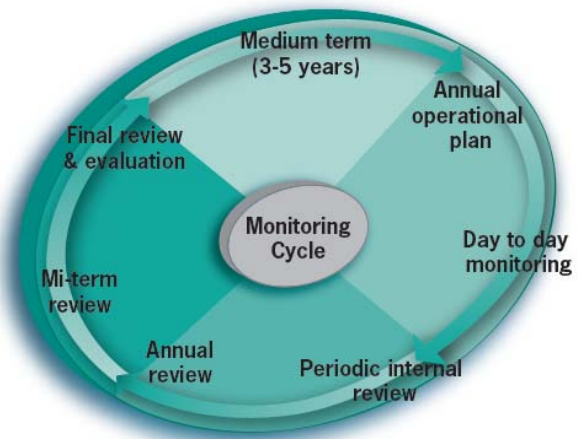 Medium term
(3-5 years)
Annual
operational
plan
Day to day
monitoring
Periodic internal
review
Annual
review
Mi-term
review
Final review
& evaluation
Monitoring
Cycle